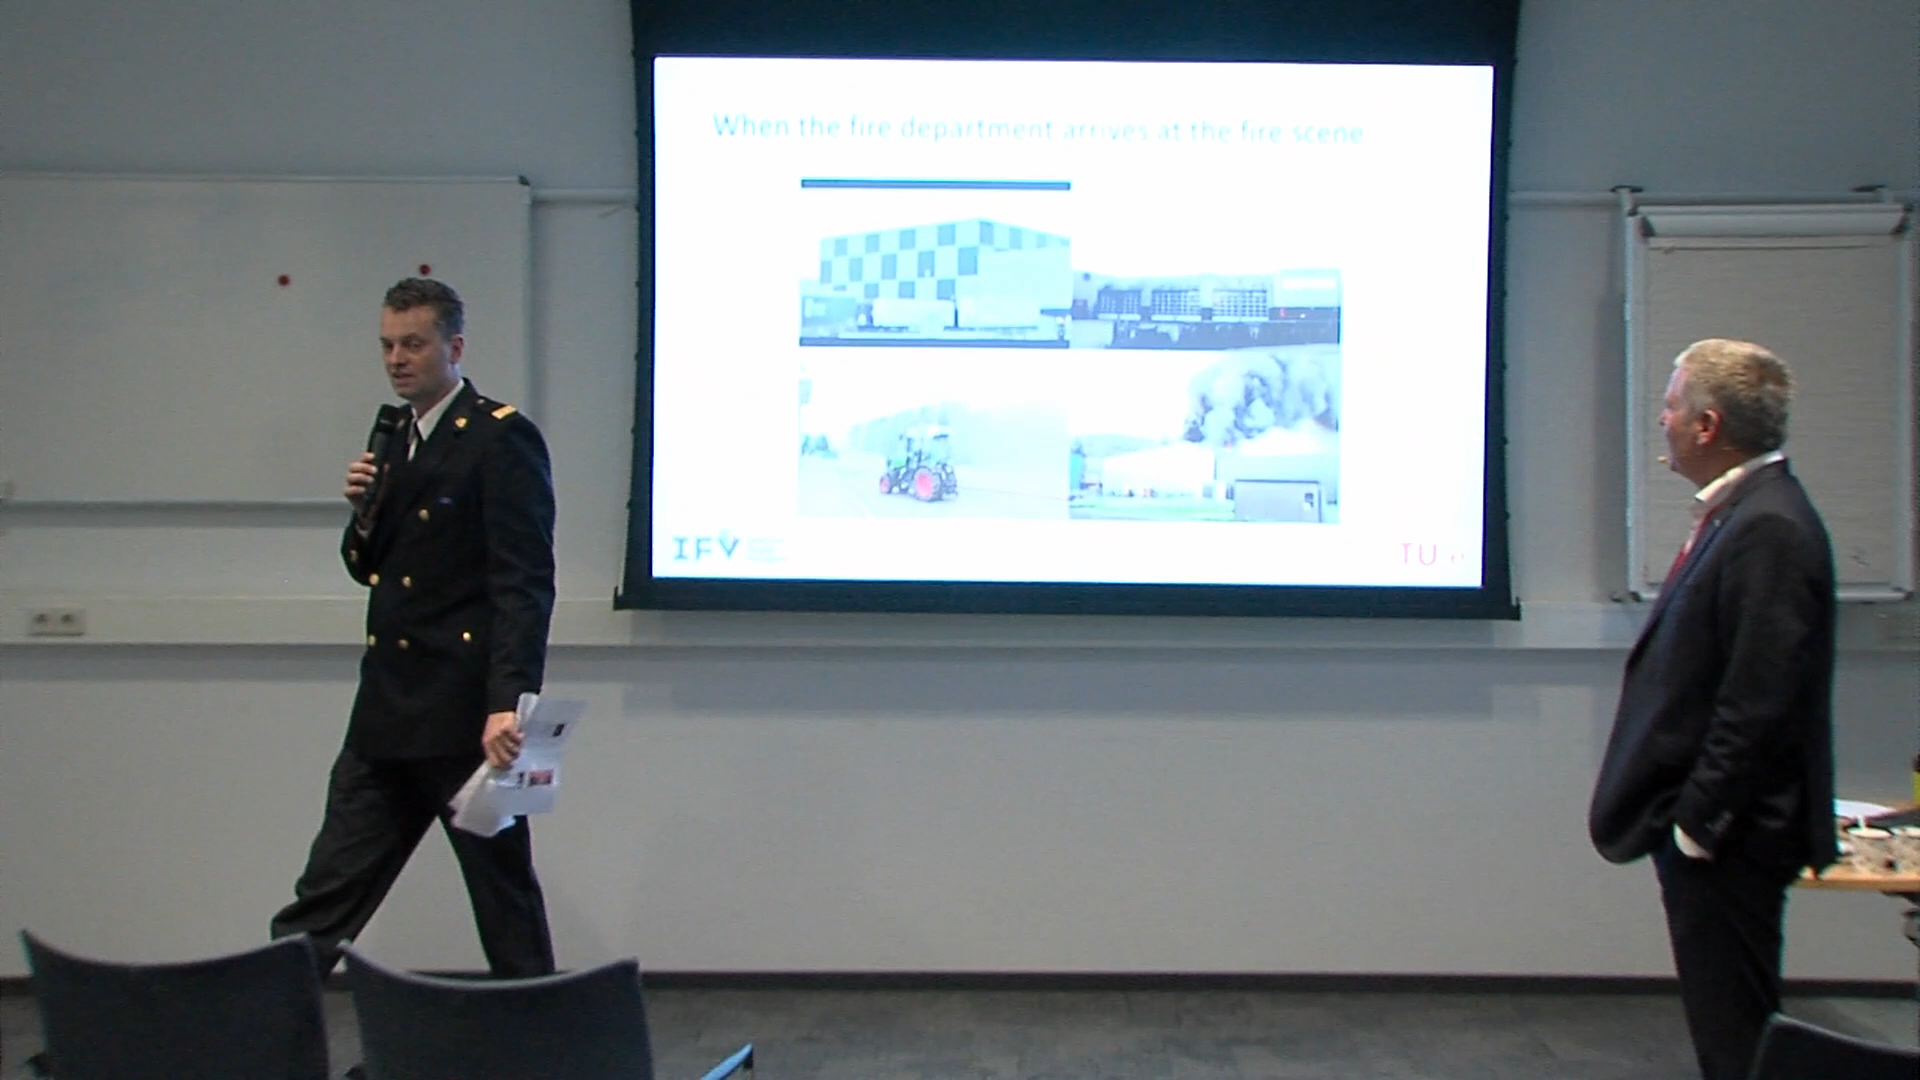 When the fire department arrives at the fire scene
IFV
TU